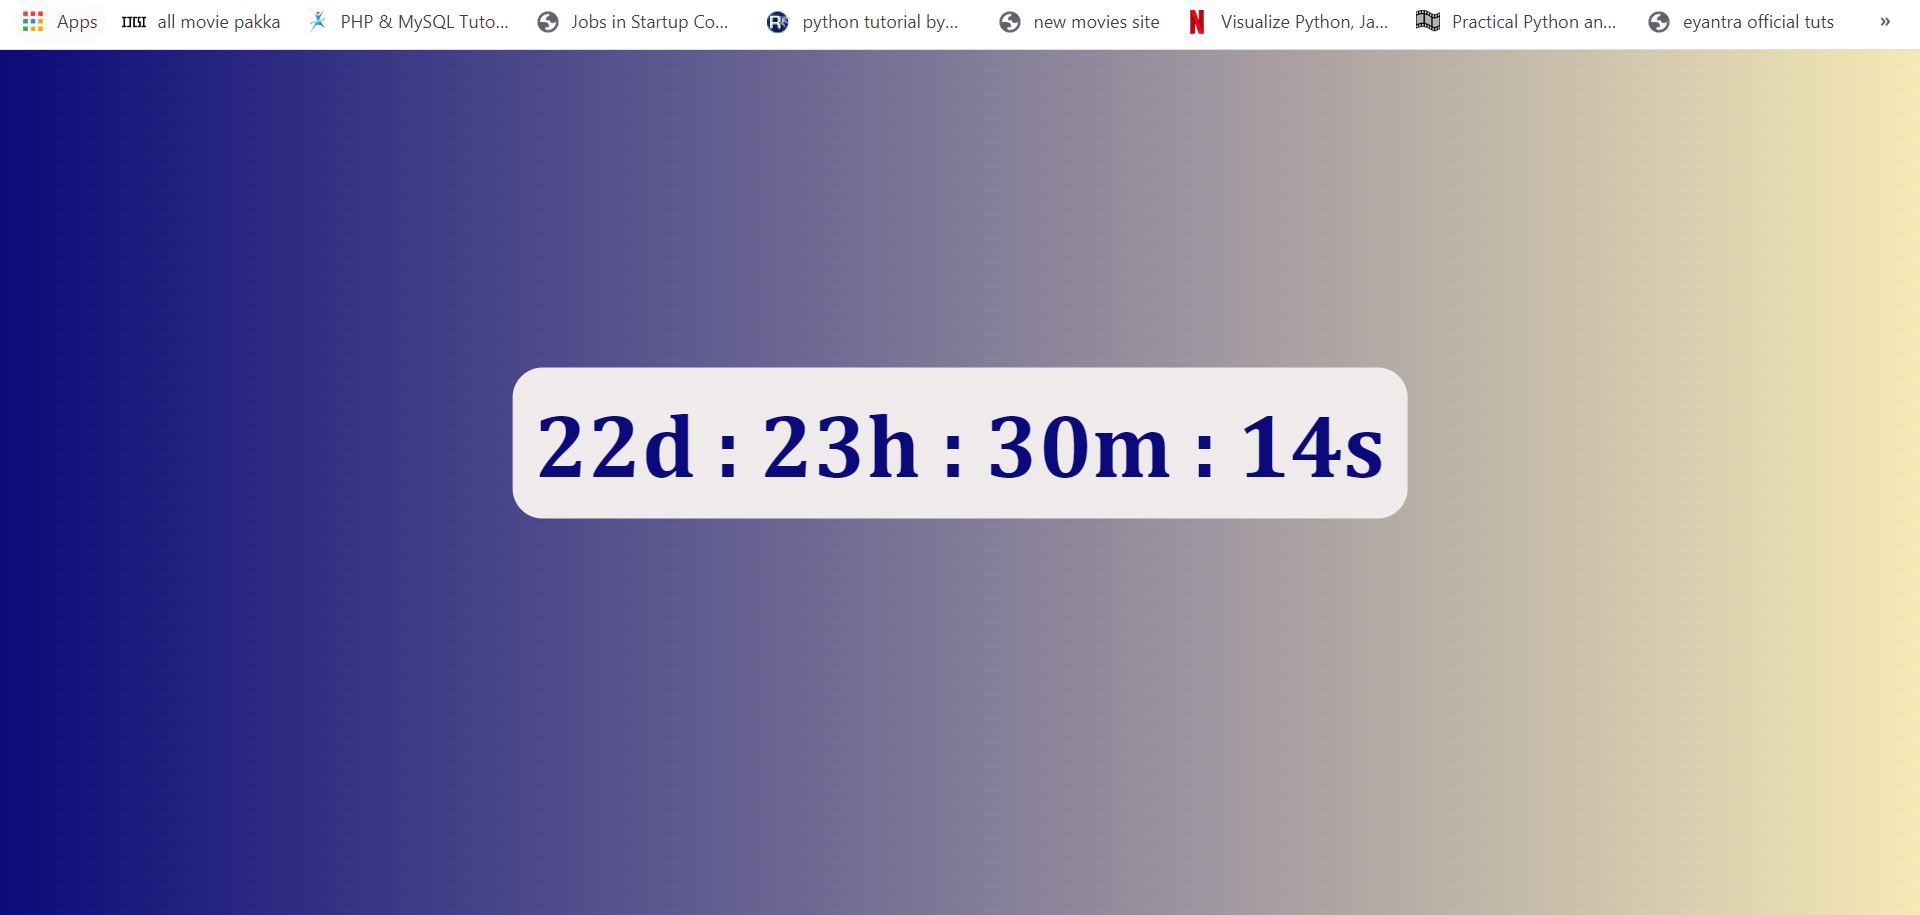 Apps all movie pakka PHP & MySQL Tuto... Jobs in Startup Co... python tutorial by... new movies site Visualize Python, Ja... Practical Python an... eyantra official tuts »
22d : 23h : 30m : 14s